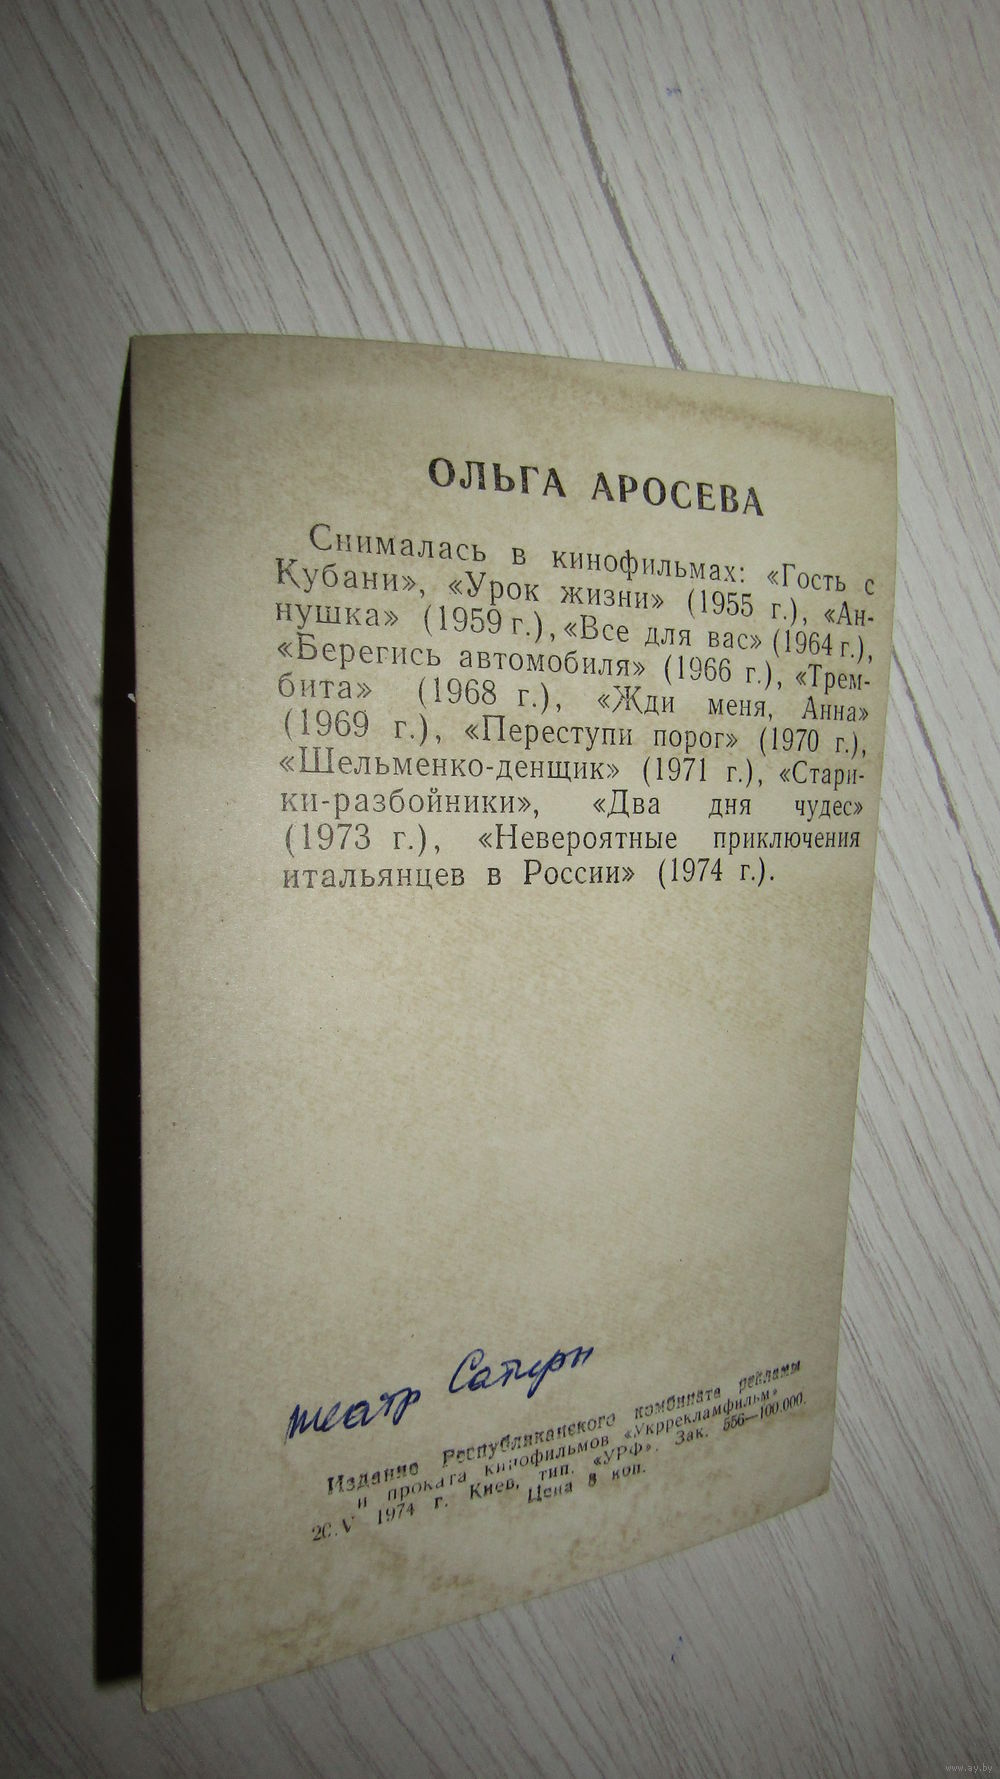 ОЛЬГА АРОСЕВА
Снималась в кинофильмах: «Гость с
Кубани», «Урок жизни» (1955 г.), «Ан-
нушка» (1959 г.), «Все для вас» (1964 г.),
«Берегись автомобиля» (1966 г.), «Трем-
бита» (1968 г.), «Жди меня, Анна»
(1969 г.), «Переступи порог» (1970 г.),
«Шельменко-денщик» (1971 г.), «Стари-
ки-разбойники», «Два дня чудес»
(1973 г.), «Невероятные приключения
итальянцев в России» (1974 г.).
театр Сатиры
Издание Республиканского комбината рекламы
и проката кинофильмов «Укррекламфильм»
20.V 1974 г. Киев, тип. «УРФ». Зак. 556—100.000.
Цена 8 коп.
www.ay.by